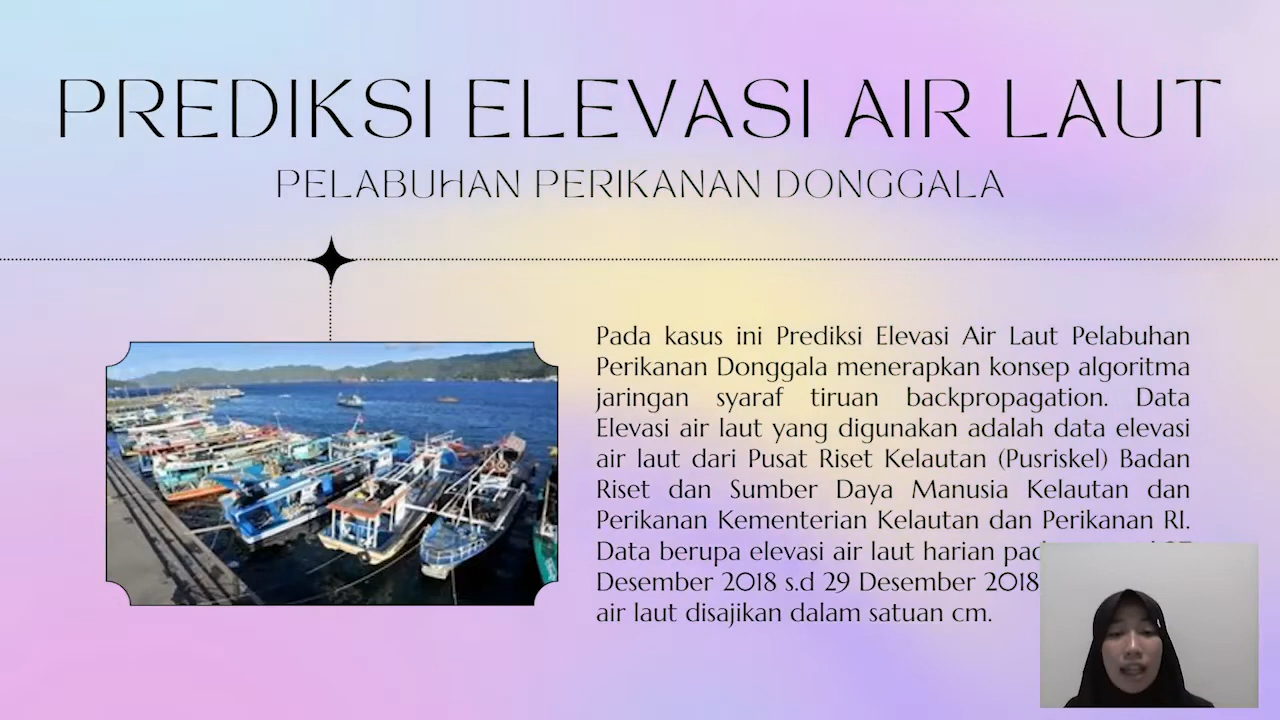 PREDIKSI ELEVASI AIR LAUT
PELABUHAN PERIKANAN DONGGALA
Pada kasus ini Prediksi Elevasi Air Laut Pelabuhan
Perikanan Donggala menerapkan konsep algoritma
jaringan syaraf tiruan backpropagation. Data
Elevasi air laut yang digunakan adalah data elevasi
air laut dari Pusat Riset Kelautan (Pusriskel) Badan
Riset dan Sumber Daya Manusia Kelautan dan
Perikanan Kementerian Kelautan dan Perikanan RI.
Data berupa elevasi air laut harian
Desember 2018 s.d 29 Desember 2018
air laut disajikan dalam satuan cm.